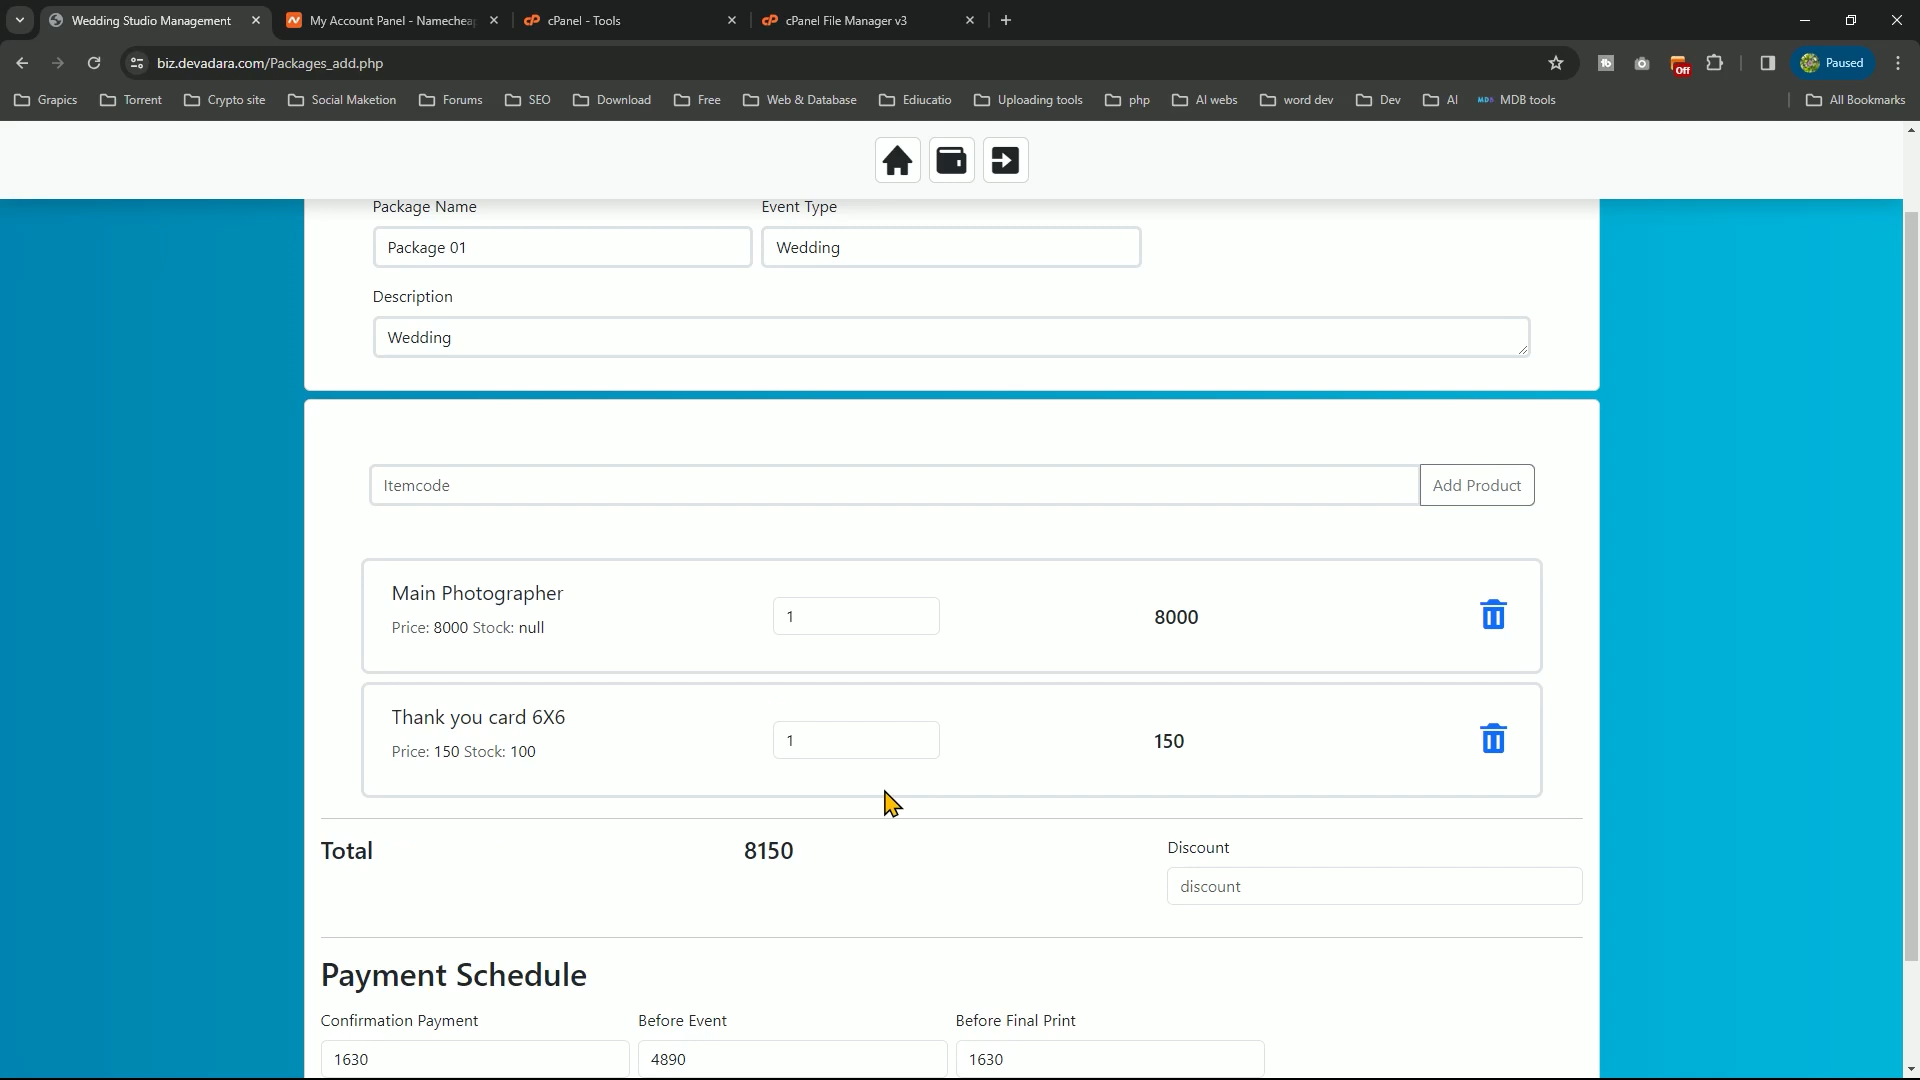 Wedding Studio Management
My Account Panel - Namecheap
cPanel - Tools
cPanel File Manager v3
biz.devadara.com/Packages_add.php
Off
Paused
Grapics
Torrent
Crypto site
Social Maketion
Forums
SEO
Download
Free
Web & Database
Ediucatio
Uploading tools
php
AI webs
word dev
Dev
AI
MDB tools
All Bookmarks
Package Name
Event Type
Package 01
Wedding
Description
Wedding
Itemcode
Add Product
Main Photographer
Price: 8000 Stock: null
1
8000
Thank you card 6X6
Price: 150 Stock: 100
1
150
Total
8150
Discount
discount
Payment Schedule
Confirmation Payment
Before Event
Before Final Print
1630
4890
1630